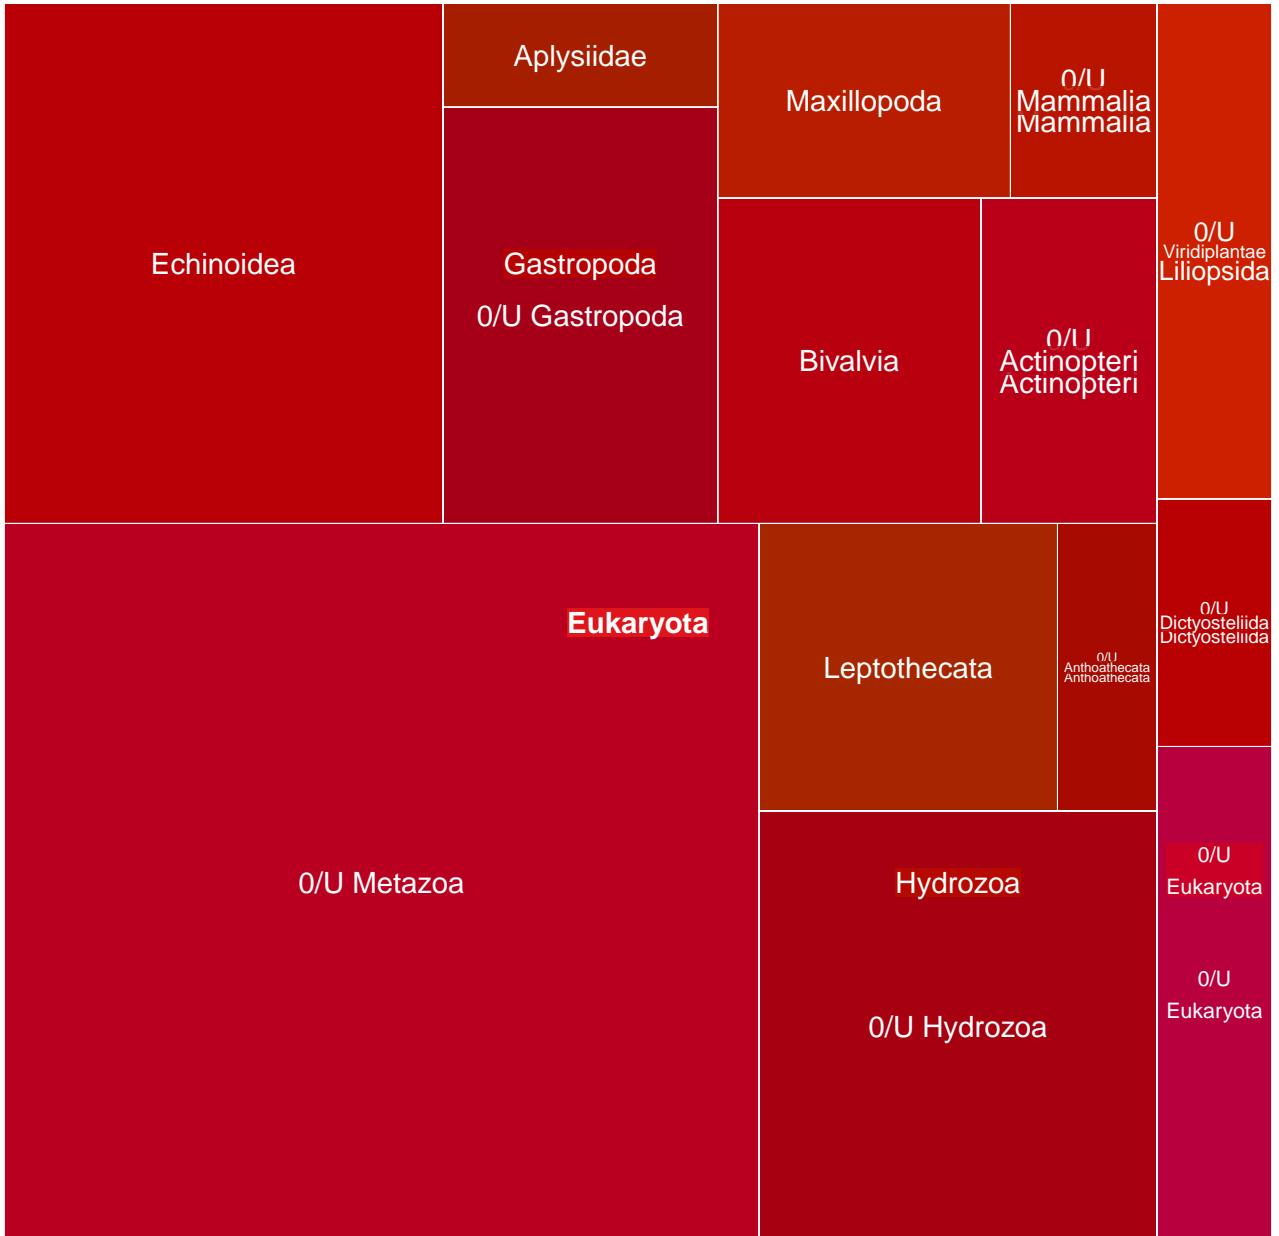 Aplysiidae
Maxillopoda
0/U
Mammalia
Mammalia
Echinoidea
Gastropoda
0/U Gastropoda
Bivalvia
0/U
Actinopteri
Actinopteri
0/U
Viridiplantae
Liliopsida
Eukaryota
0/U Metazoa
Leptothecata
0/U
Anthoathecata
Anthoathecata
0/U
Dictyosteliida
Dictyosteliida
Hydrozoa
0/U Hydrozoa
0/U
Eukaryota
0/U
Eukaryota